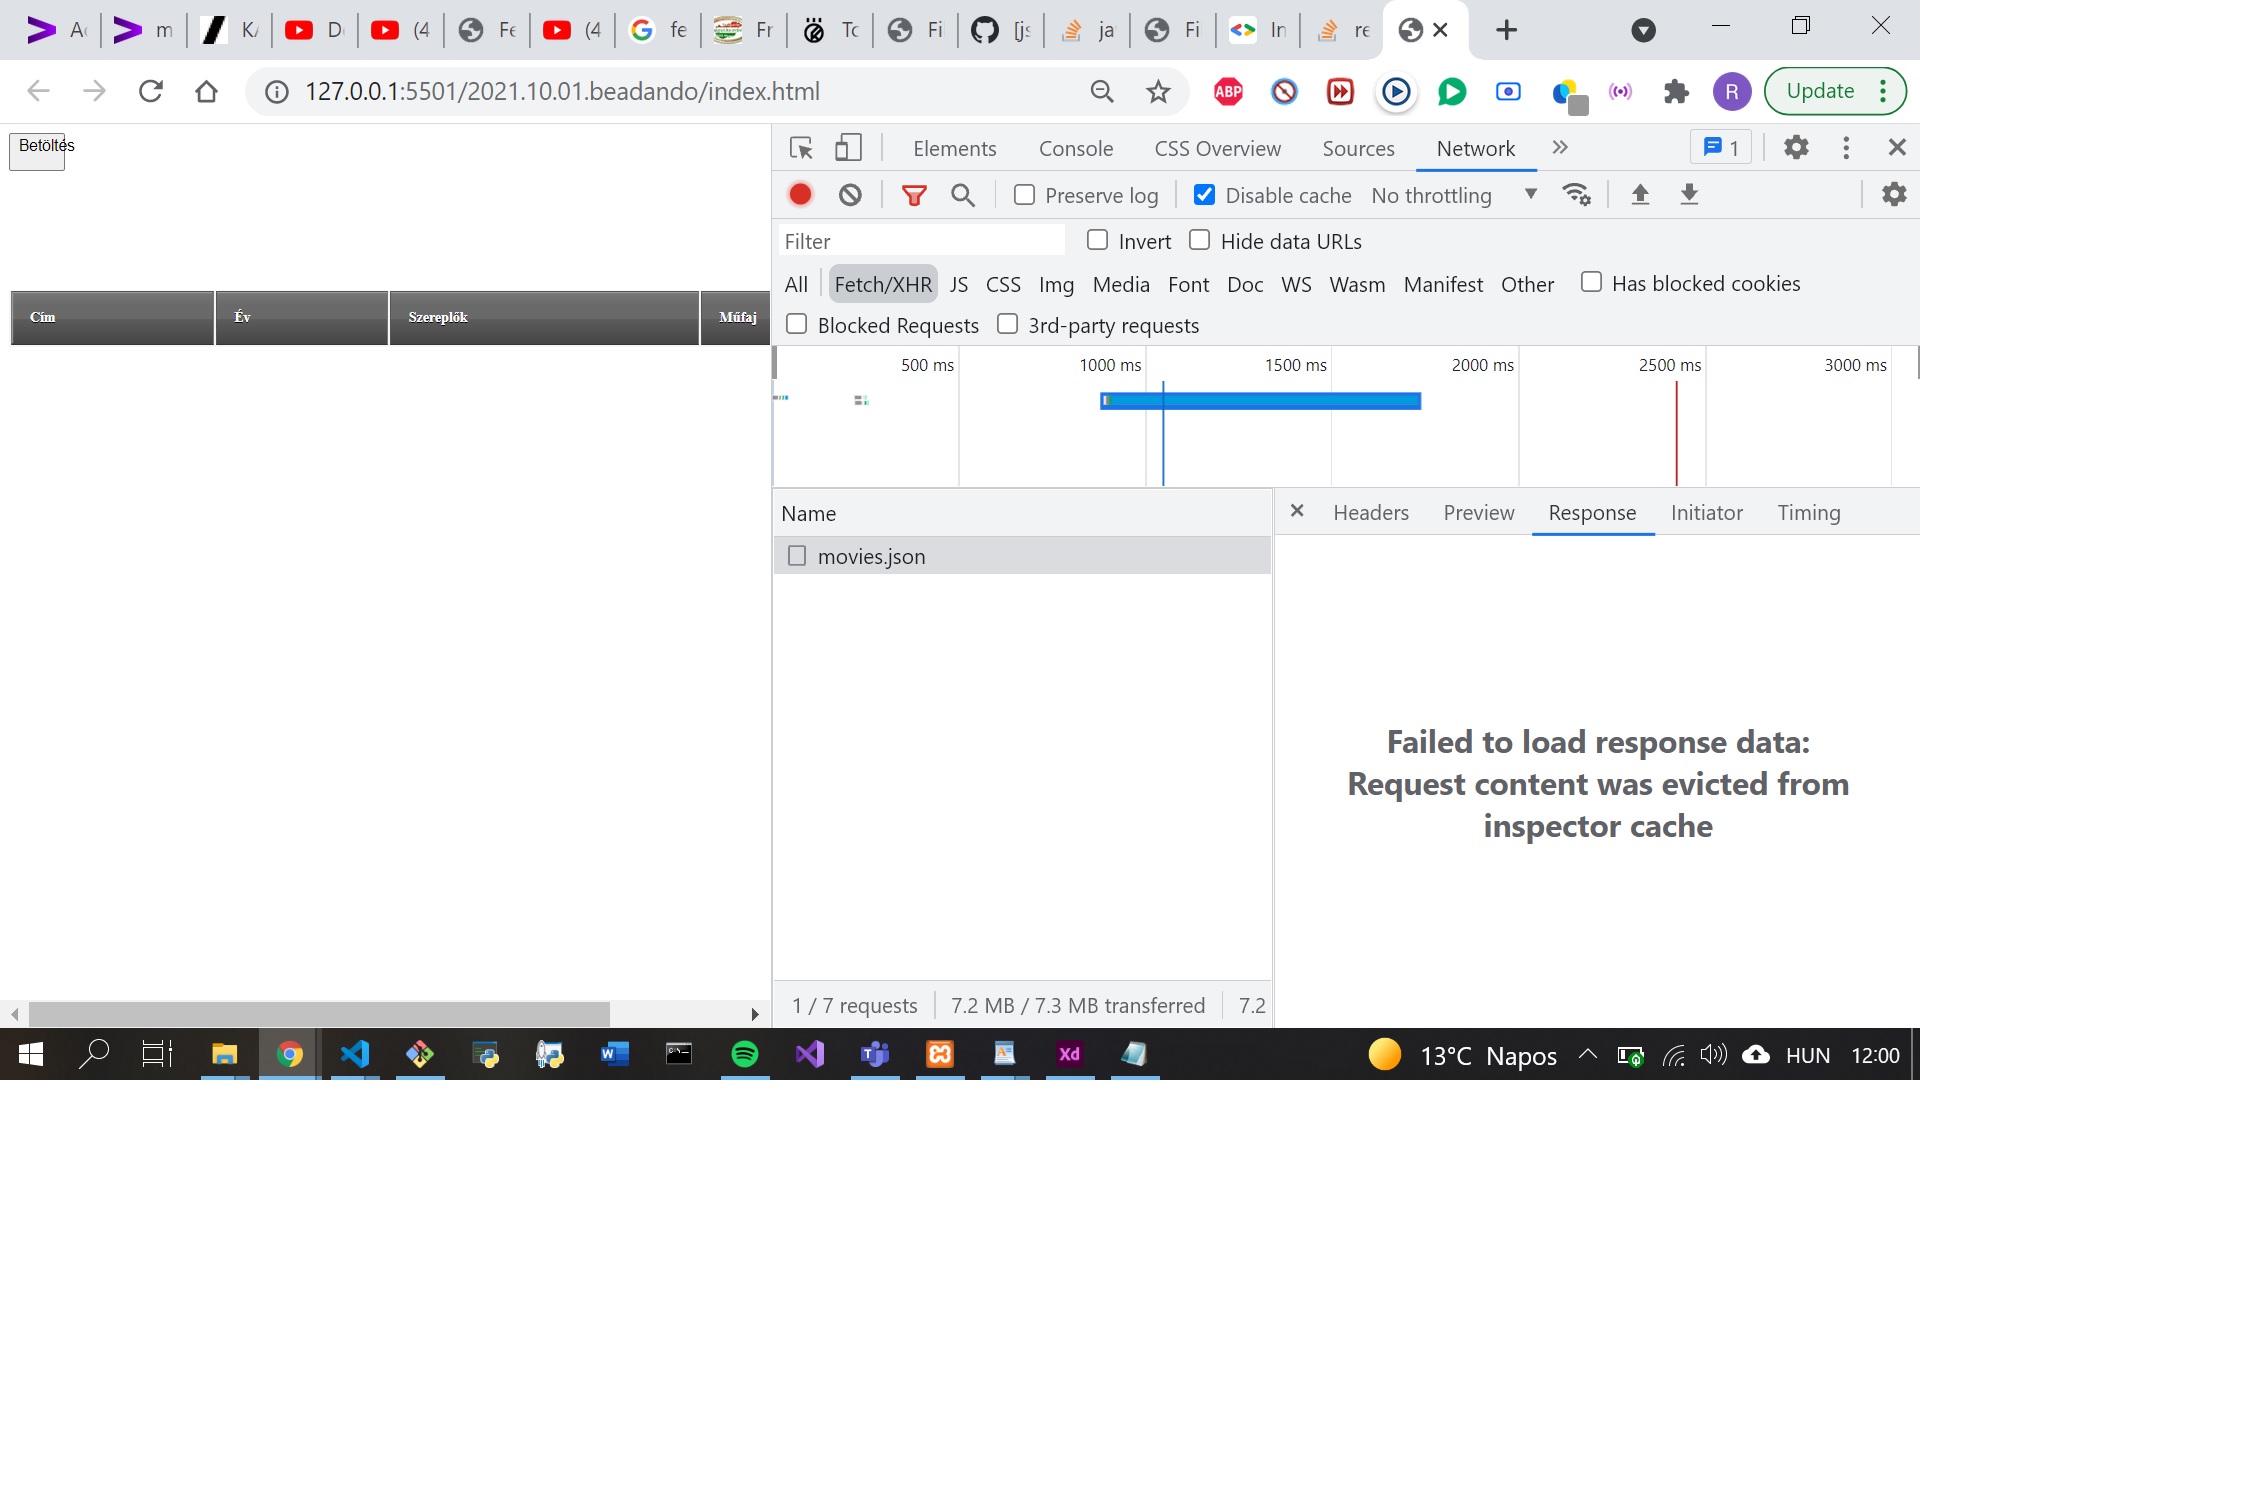 A
m
K
D
(4
Fe
(4
fe
Fr
To
Fi
[js
ja
Fi
In
re
127.0.0.1:5501/2021.10.01.beadando/index.html
ABP
R
Update
Betöltés
Cím
Év
Szereplők
Műfaj
Elements
Console
CSS Overview
Sources
Network
1
Preserve log
Disable cache
No throttling
Filter
Invert
Hide data URLs
All
Fetch/XHR
JS
CSS
Img
Media
Font
Doc
WS
Wasm
Manifest
Other
Has blocked cookies
Blocked Requests
3rd-party requests
500 ms
1000 ms
1500 ms
2000 ms
2500 ms
3000 ms
Name
movies.json
Headers
Preview
Response
Initiator
Timing
Failed to load response data:
Request content was evicted from
inspector cache
1 / 7 requests
7.2 MB / 7.3 MB transferred
7.2
Xd
13°C Napos
HUN
12:00